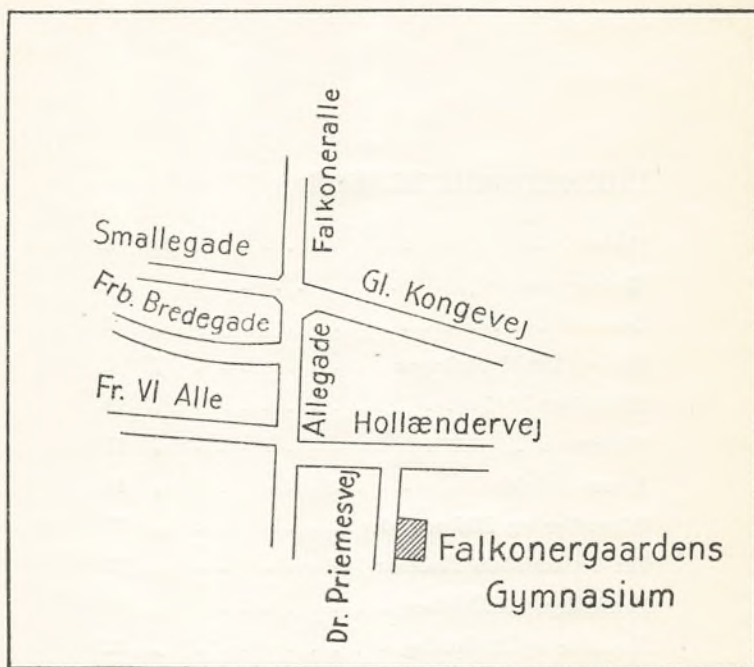 Falkoneralle
Smallegade
Frb. Bredegade
Gl. Kongevej
Fr. VI Alle
Allegade
Hollændervej
Dr. Priemesvej
Falkonergaardens
Gymnasium